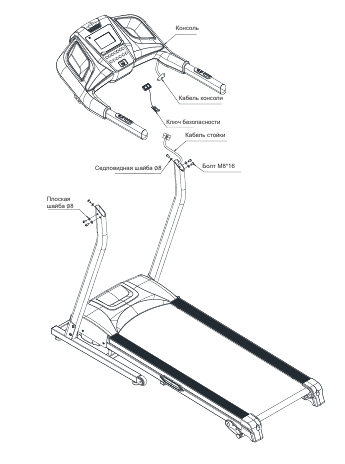 Консоль
Кабель консоли
Ключ безопасности
Кабель стойки
Седловидная шайба ø8
Болт M8*16
Плоская
шайба ø8